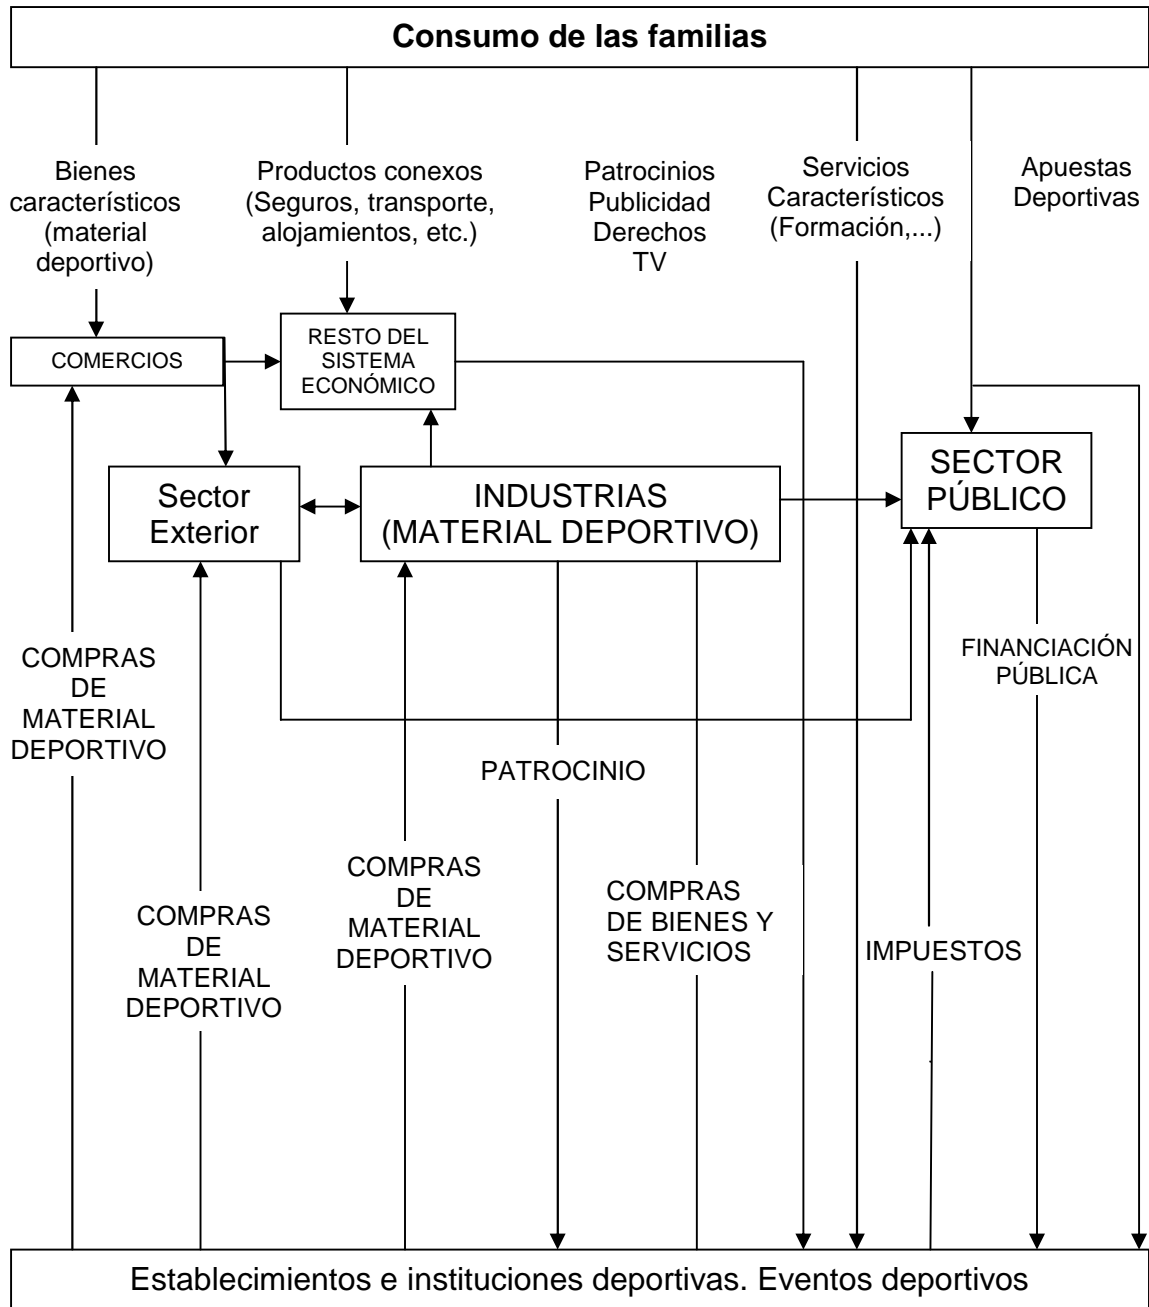 Consumo de las familias
Bienes
característicos
(material
deportivo)
Productos conexos
(Seguros, transporte,
alojamientos, etc.)
Patrocinios
Publicidad
Derechos
TV
Servicios
Característicos
(Formación,...)
Apuestas
Deportivas
COMERCIOS
RESTO DEL
SISTEMA
ECONÓMICO
Sector
Exterior
INDUSTRIAS
(MATERIAL DEPORTIVO)
SECTOR
PÚBLICO
COMPRAS
DE
MATERIAL
DEPORTIVO
FINANCIACIÓN
PÚBLICA
PATROCINIO
COMPRAS
DE
MATERIAL
DEPORTIVO
COMPRAS
DE
MATERIAL
DEPORTIVO
COMPRAS
DE BIENES Y
SERVICIOS
IMPUESTOS
Establecimientos e instituciones deportivas. Eventos deportivos